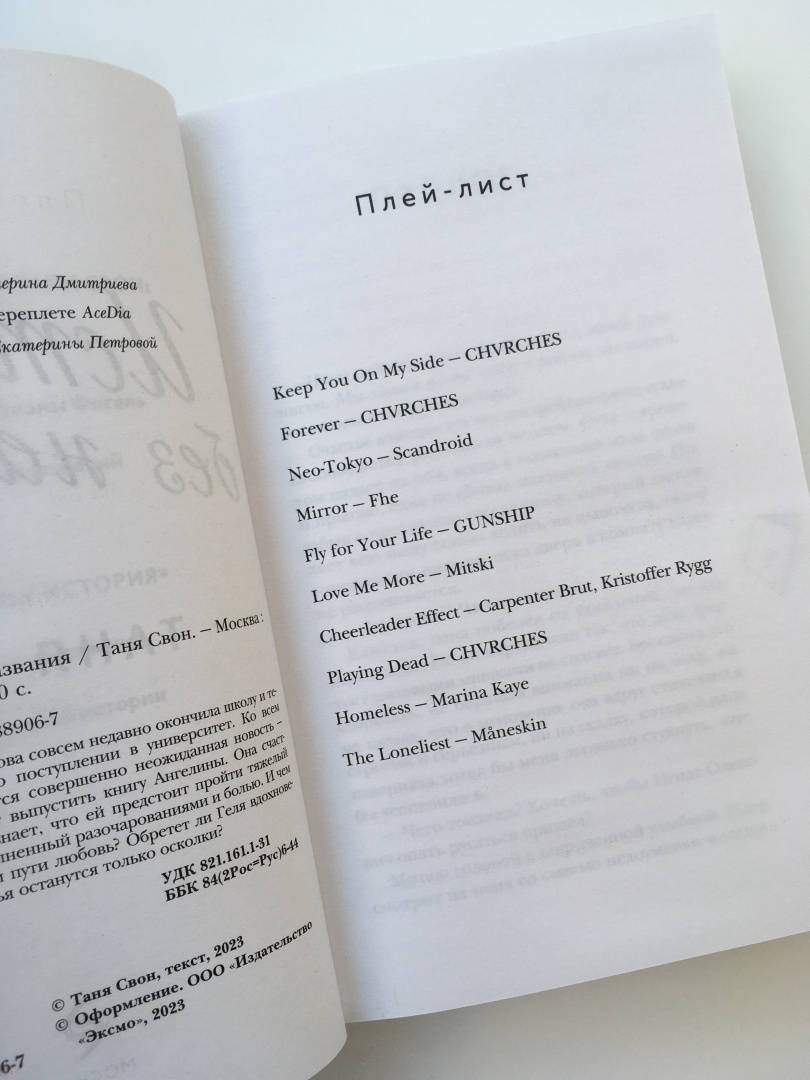 ерина Дмитриева
ереплете AceDia
Екатерины Петровой
азвания / Таня Свон. — Москва :
0 с.
38906-7
ова совсем недавно окончила школу и те-
о поступлении в университет. Ко всем
тся совершенно неожиданная новость –
выпустить книгу Ангелины. Она счаст-
нает, что ей предстоит пройти тяжелый
лненный разочарованиями и болью. И чем
и пути любовь? Обретет ли Геля вдохнове-
ья останутся только осколки?
УДК 821.161.1-31
ББК 84(2Рос=Рус)6-44
© Таня Свон, текст, 2023
© Оформление. ООО «Издательство
«Эксмо», 2023
6-7
Плей-лист
Keep You On My Side — CHVRCHES
Forever — CHVRCHES
Neo-Tokyo — Scandroid
Mirror — Fhe
Fly for Your Life — GUNSHIP
Love Me More — Mitski
Cheerleader Effect — Carpenter Brut, Kristoffer Rygg
Playing Dead — CHVRCHES
Homeless — Marina Kaye
The Loneliest — Måneskin